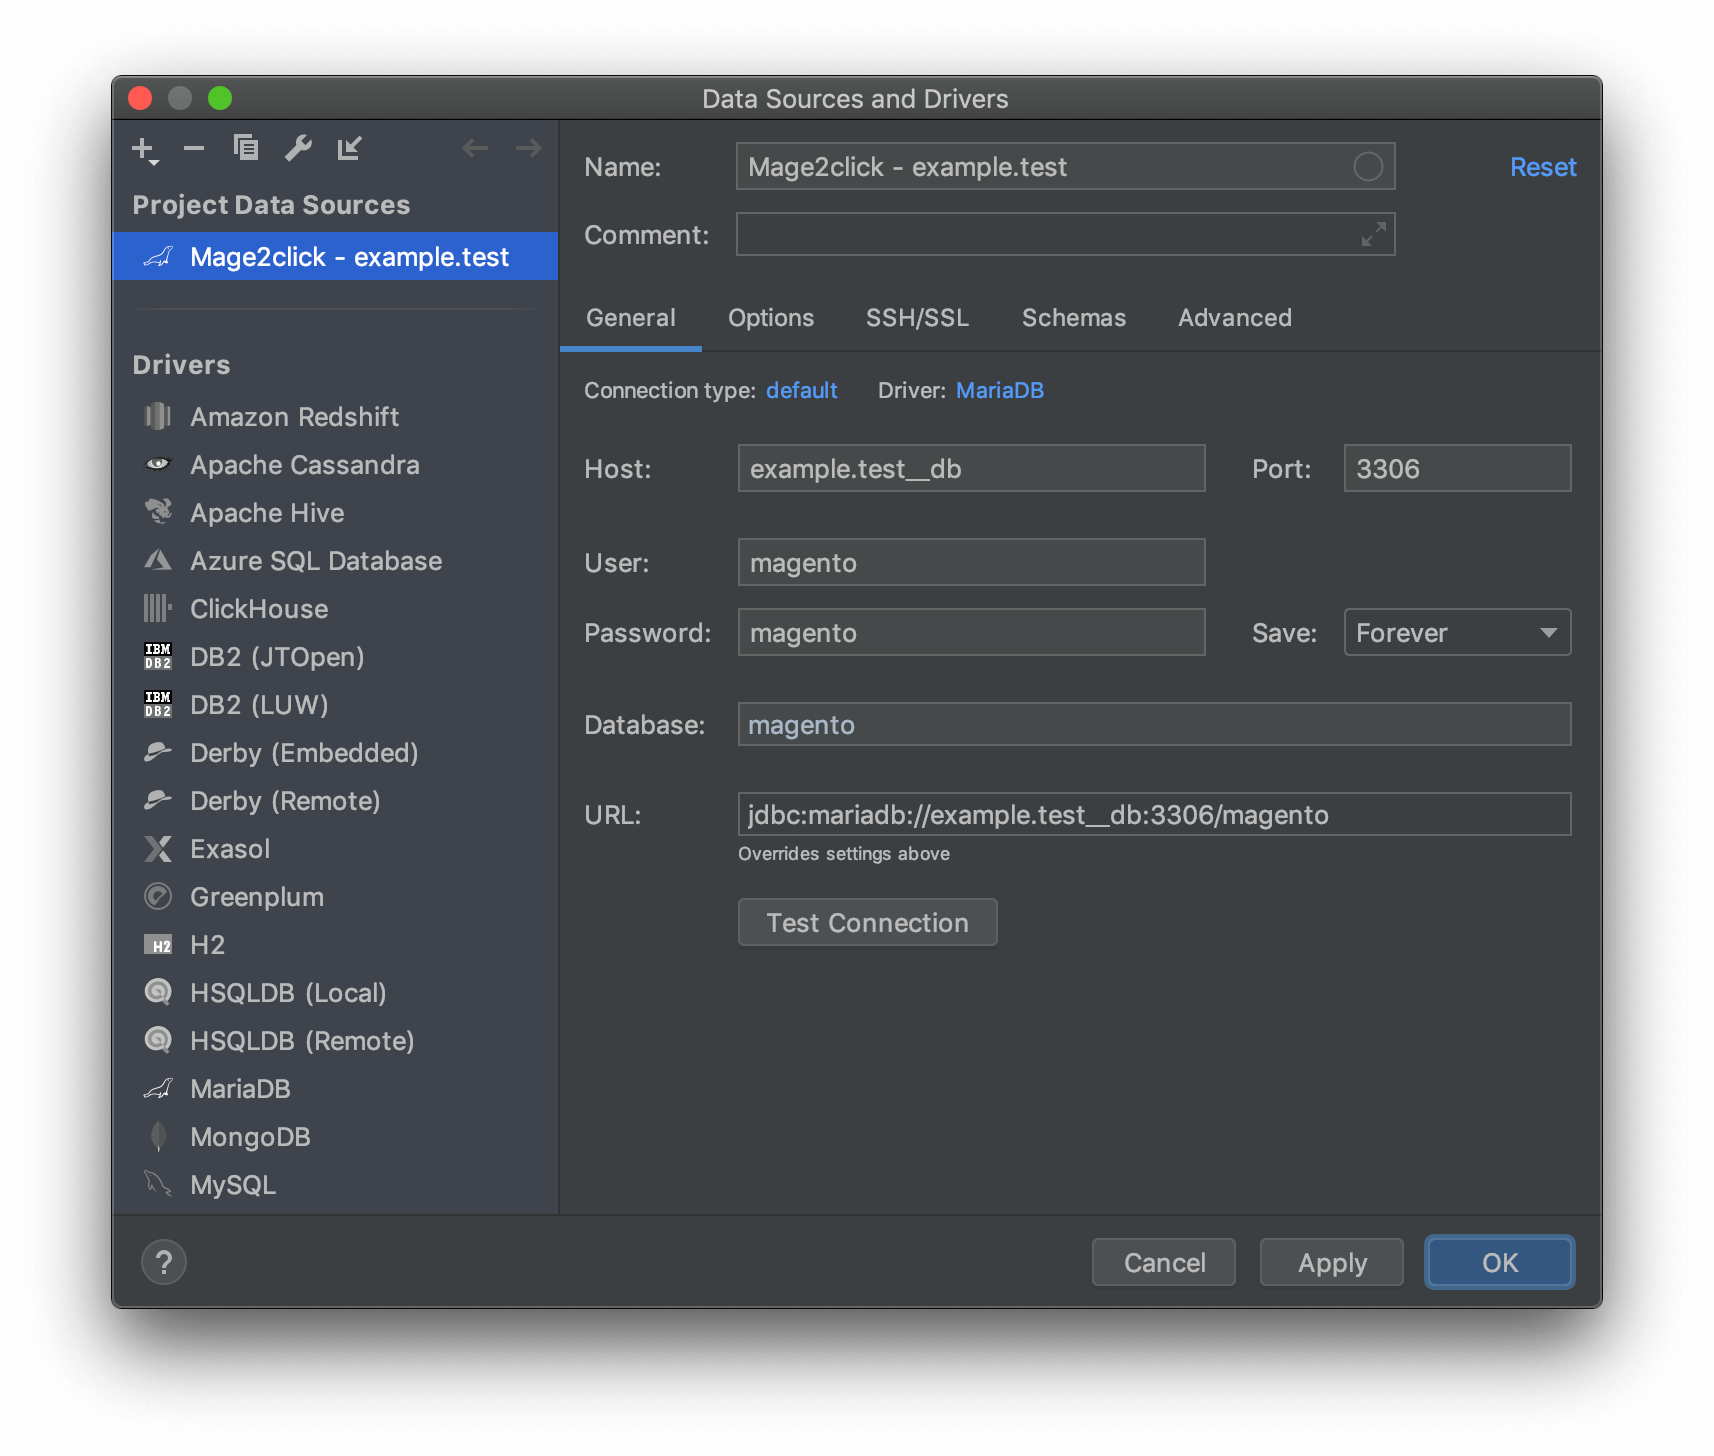 Data Sources and Drivers
Project Data Sources
Mage2click - example.test
Drivers
Amazon Redshift
Apache Cassandra
Apache Hive
Azure SQL Database
ClickHouse
IBM DB2 DB2 (JTOpen)
IBM DB2 DB2 (LUW)
Derby (Embedded)
Derby (Remote)
Exasol
Greenplum
H2 H2
HSQLDB (Local)
HSQLDB (Remote)
MariaDB
MongoDB
MySQL
Name: Mage2click - example.test Reset
Comment:
General Options SSH/SSL Schemas Advanced
Connection type: default Driver: MariaDB
Host: example.test__db Port: 3306
User: magento
Password: magento Save: Forever
Database: magento
URL: jdbc:mariadb://example.test__db:3306/magento
Overrides settings above
Test Connection
? Cancel Apply OK